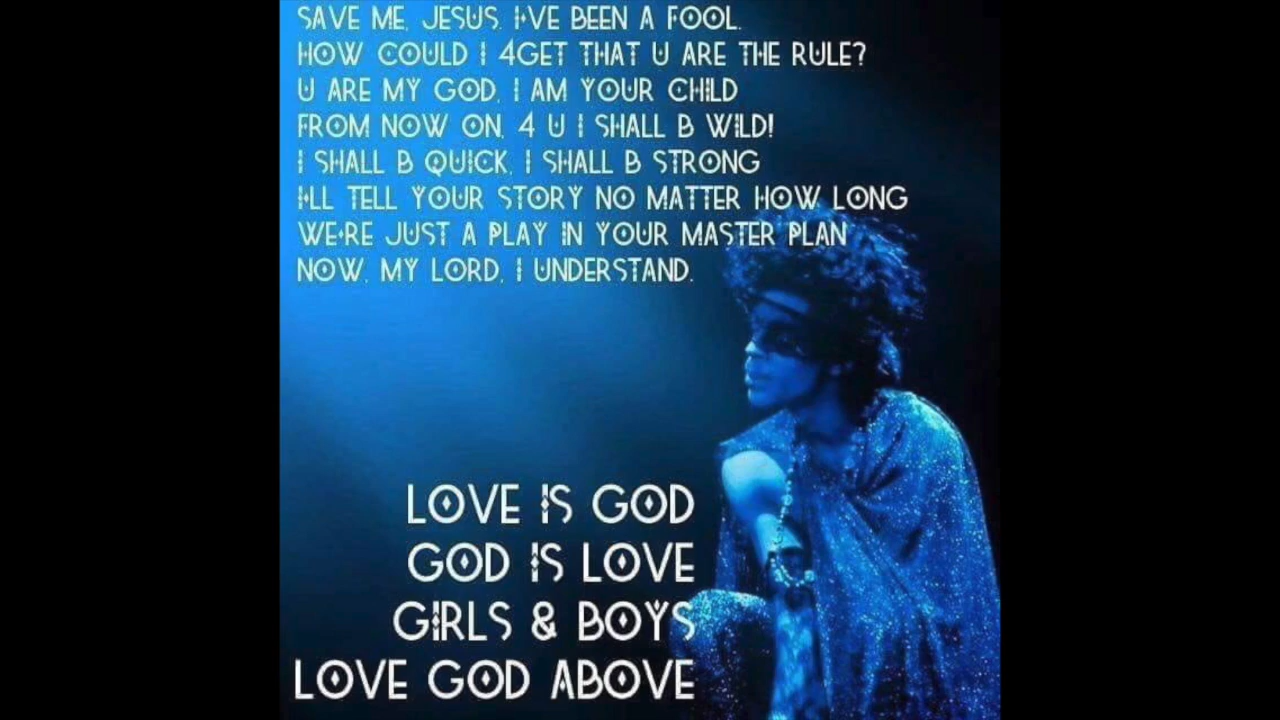 SAVE ME, JESUS. I'VE BEEN A FOOL.
HOW COULD I 4GET THAT U ARE THE RULE?
U ARE MY GOD, I AM YOUR CHILD
FROM NOW ON, 4 U I SHALL B WILD!
I SHALL B QUICK, I SHALL B STRONG
I'LL TELL YOUR STORY NO MATTER HOW LONG
WE'RE JUST A PLAY IN YOUR MASTER PLAN
NOW, MY LORD, I UNDERSTAND.
LOVE IS GOD
GOD IS LOVE
GIRLS & BOYS
LOVE GOD ABOVE